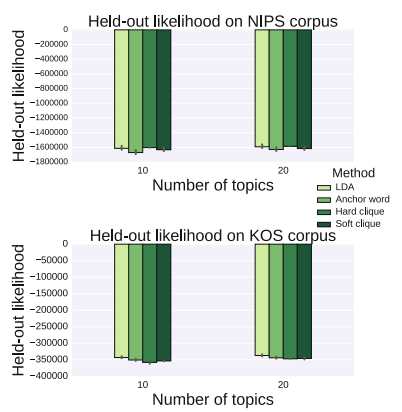 Held-out likelihood on NIPS corpus
Held-out likelihood
0
−200000
−400000
−600000
−800000
−1000000
−1200000
−1400000
−1600000
−1800000
10
20
Number of topics
Method
LDA
Anchor word
Hard clique
Soft clique
Held-out likelihood on KOS corpus
Held-out likelihood
0
−50000
−100000
−150000
−200000
−250000
−300000
−350000
−400000
10
20
Number of topics